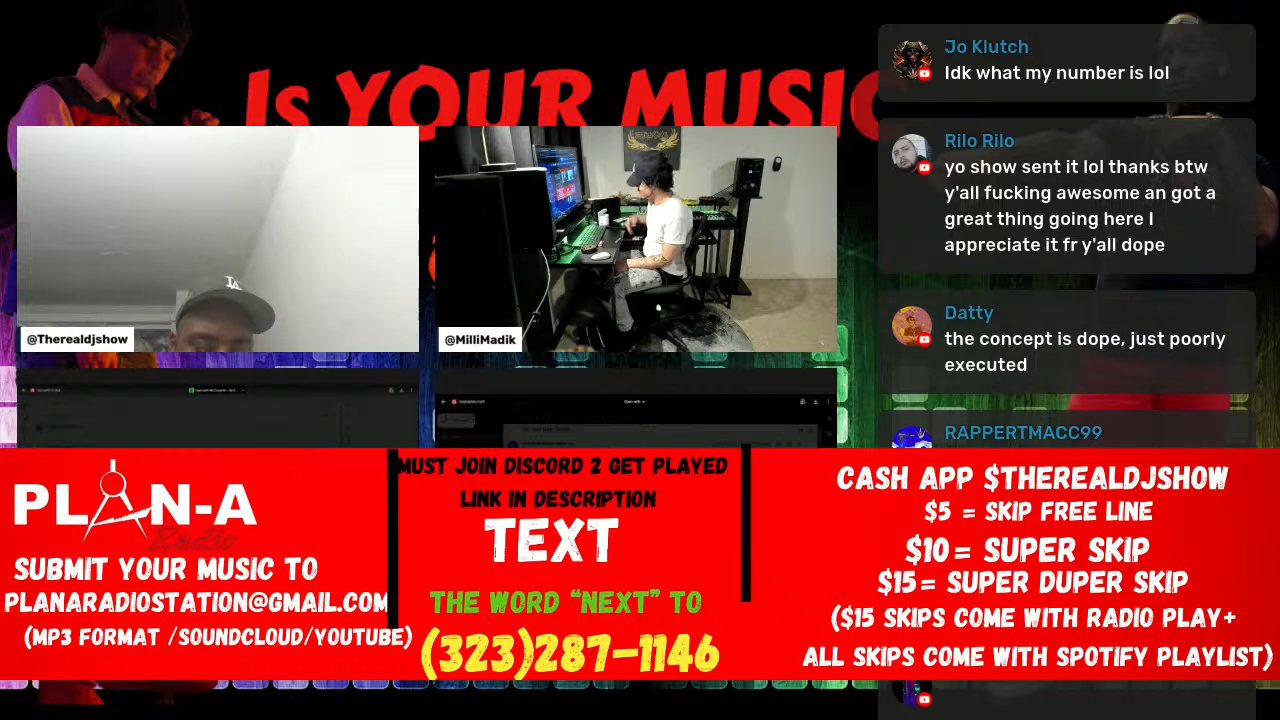 Is YOUR MUSIC
Jo Klutch
Idk what my number is lol
Rilo Rilo
yo show sent it lol thanks btw
y'all fucking awesome an got a
great thing going here I
appreciate it fr y'all dope
Datty
the concept is dope, just poorly
executed
RAPPERTMACC99
LA
@Therealdjshow
@MilliMadik
PLAN-A
Radio
SUBMIT YOUR MUSIC TO
PLANARADIOSTATION@GMAIL.COM
(MP3 FORMAT /SOUNDCLOUD/YOUTUBE)
MUST JOIN DISCORD 2 GET PLAYED
LINK IN DESCRIPTION
TEXT
THE WORD “NEXT” TO
(323)287-1146
CASH APP $THEREALDJSHOW
$5 = SKIP FREE LINE
$10= SUPER SKIP
$15= SUPER DUPER SKIP
($15 SKIPS COME WITH RADIO PLAY+
ALL SKIPS COME WITH SPOTIFY PLAYLIST)